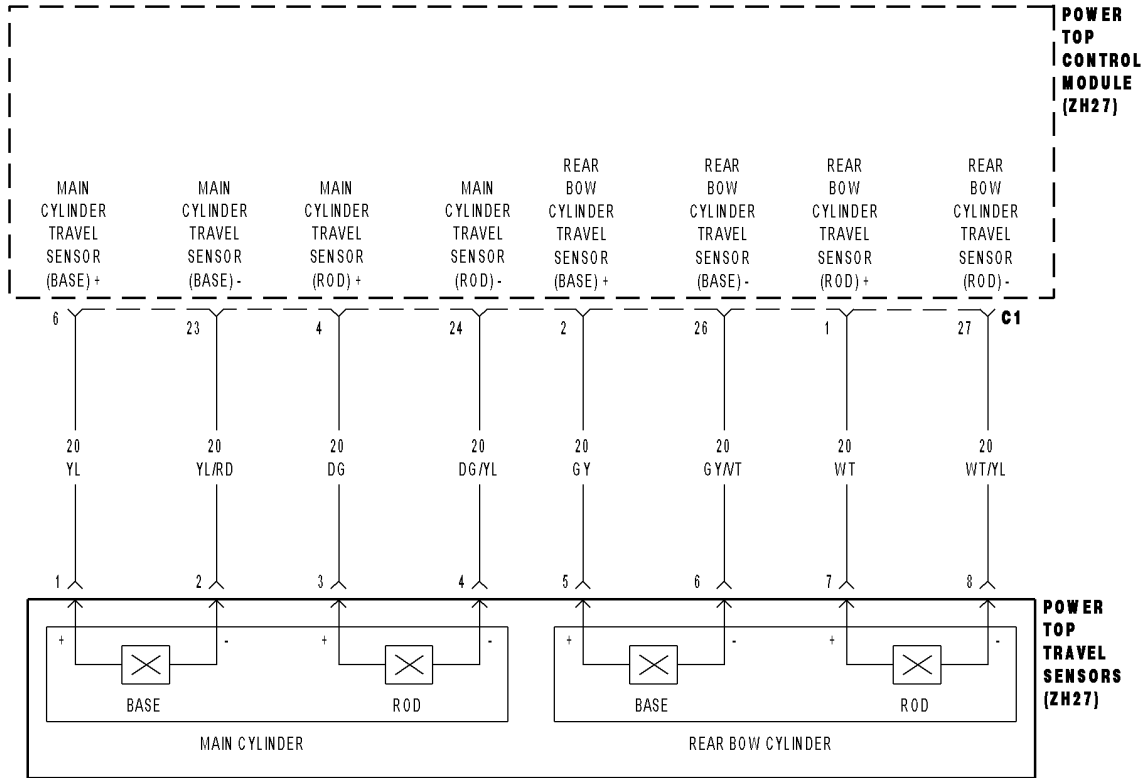 POWER
TOP
CONTROL
MODULE
(ZH27)
MAIN
CYLINDER
TRAVEL
SENSOR
(BASE) +
MAIN
CYLINDER
TRAVEL
SENSOR
(BASE) -
MAIN
CYLINDER
TRAVEL
SENSOR
(ROD) +
MAIN
CYLINDER
TRAVEL
SENSOR
(ROD) -
REAR
BOW
CYLINDER
TRAVEL
SENSOR
(BASE) +
REAR
BOW
CYLINDER
TRAVEL
SENSOR
(BASE) -
REAR
BOW
CYLINDER
TRAVEL
SENSOR
(ROD) +
REAR
BOW
CYLINDER
TRAVEL
SENSOR
(ROD) -
6 23 4 24 2 26 1 27 C1
20 20 20 20 20 20 20 20
YL YL/RD DG DG/YL GY GY/VT WT WT/YL
1 2 3 4 5 6 7 8
POWER
TOP
TRAVEL
SENSORS
(ZH27)
+ - + - + - + -
BASE ROD BASE ROD
MAIN CYLINDER REAR BOW CYLINDER